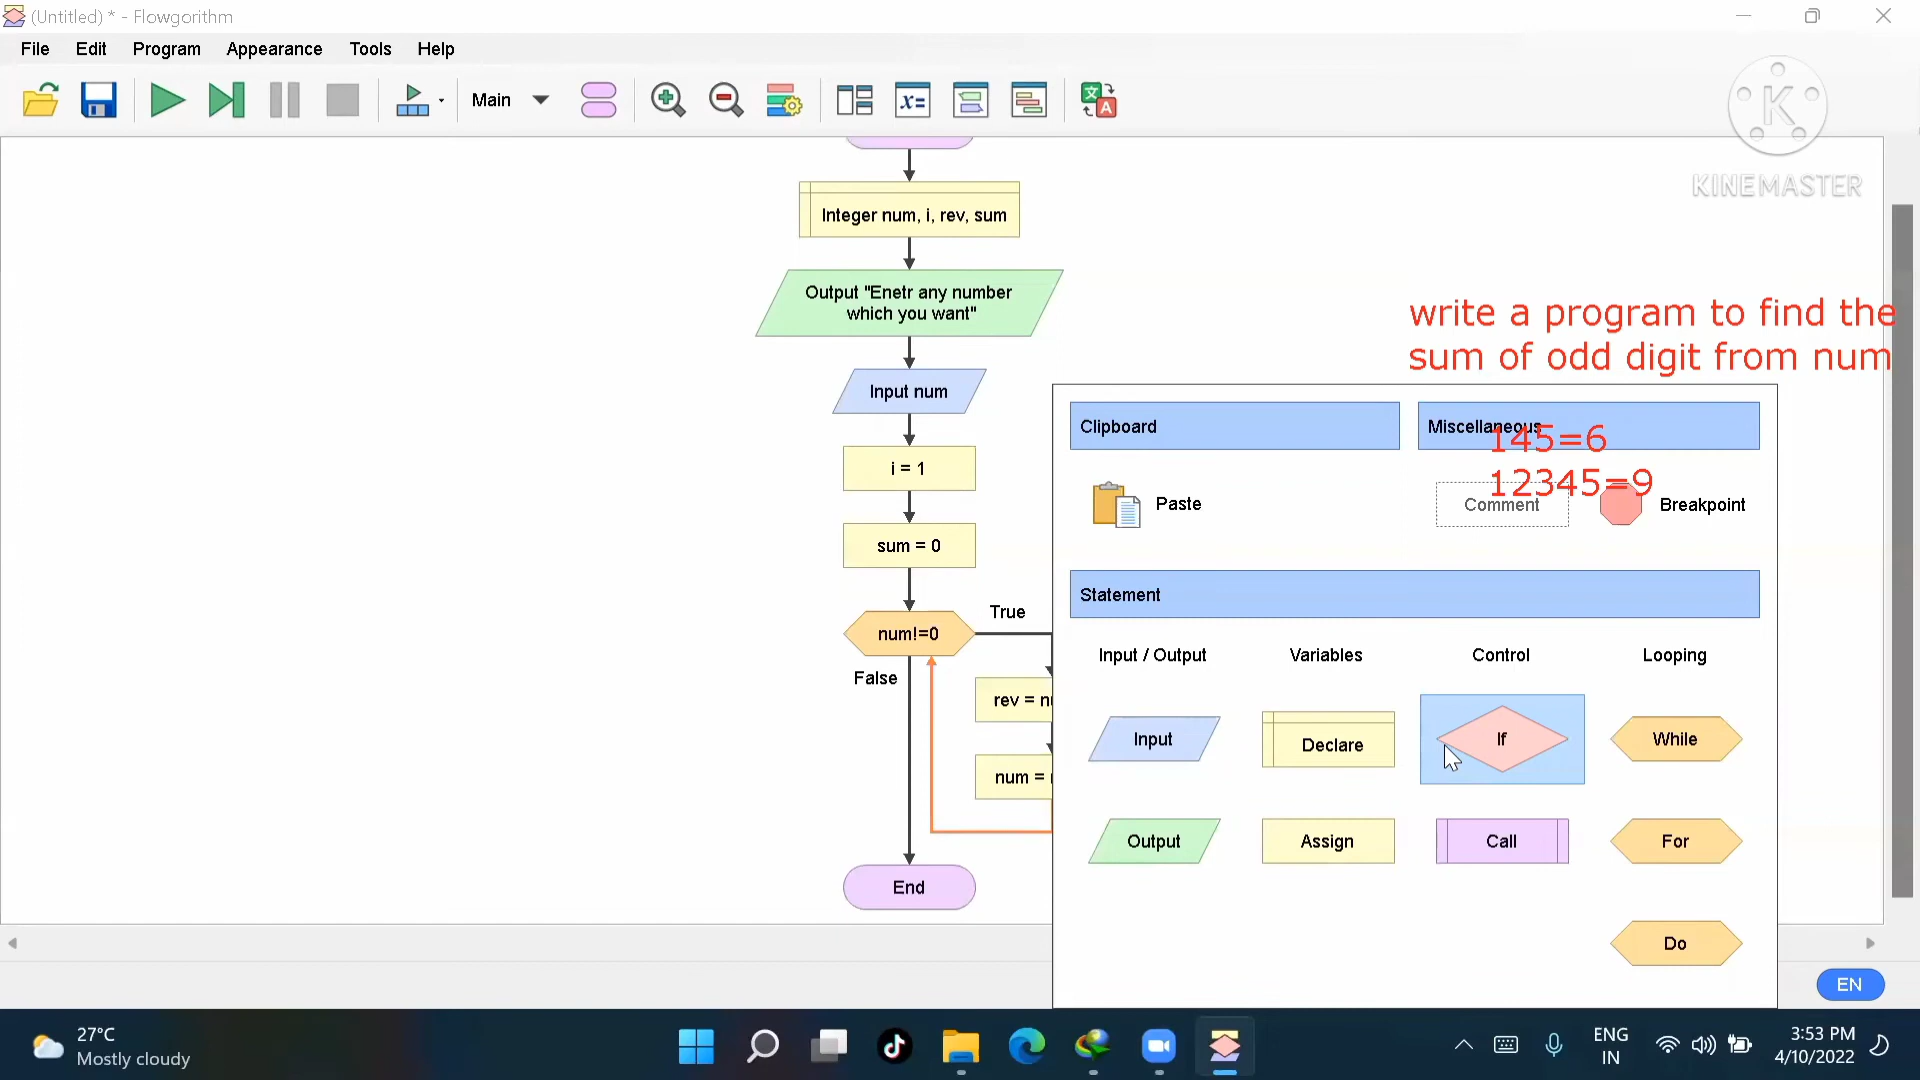 (Untitled) * - Flowgorithm
File Edit Program Appearance Tools Help
Main
x=
文 A
K
KINEMASTER
Integer num, i, rev, sum
Output "Enetr any number
which you want"
Input num
i = 1
sum = 0
True
num!=0
False
rev =
num =
End
write a program to find the
sum of odd digit from num
Clipboard Miscellaneous
145=6
12345=9
Paste Comment Breakpoint
Statement
Input / Output Variables Control Looping
Input Declare If While
Output Assign Call For
Do
EN
27°C
Mostly cloudy
ENG
IN
3:53 PM
4/10/2022